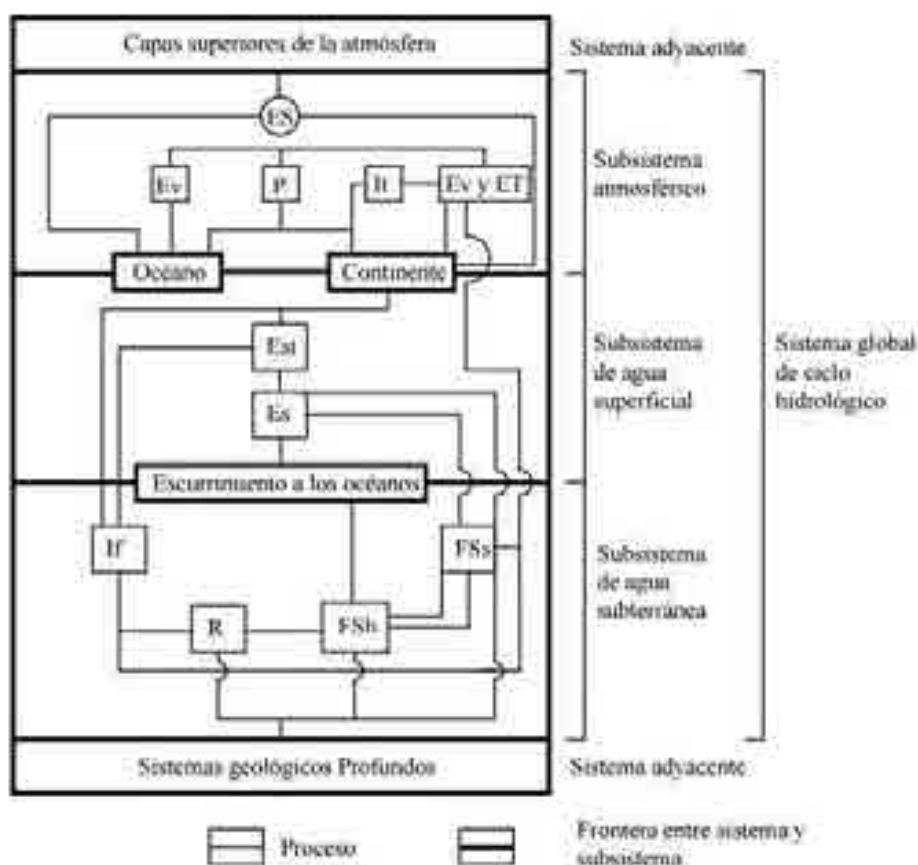 Capas superiores de la atmósfera
Sistema adyacente
ES
Ev
P
It
Ev y ET
Subsistema
atmosférico
Océano
Continente
Est
Es
Subsistema
de agua
superficial
Sistema global
de ciclo
hidrológico
Escurrimiento a los océanos
If
FSs
R
FSh
Subsistema
de agua
subterránea
Sistemas geológicos Profundos
Sistema adyacente
Proceso
Frontera entre sistema y
subsistema